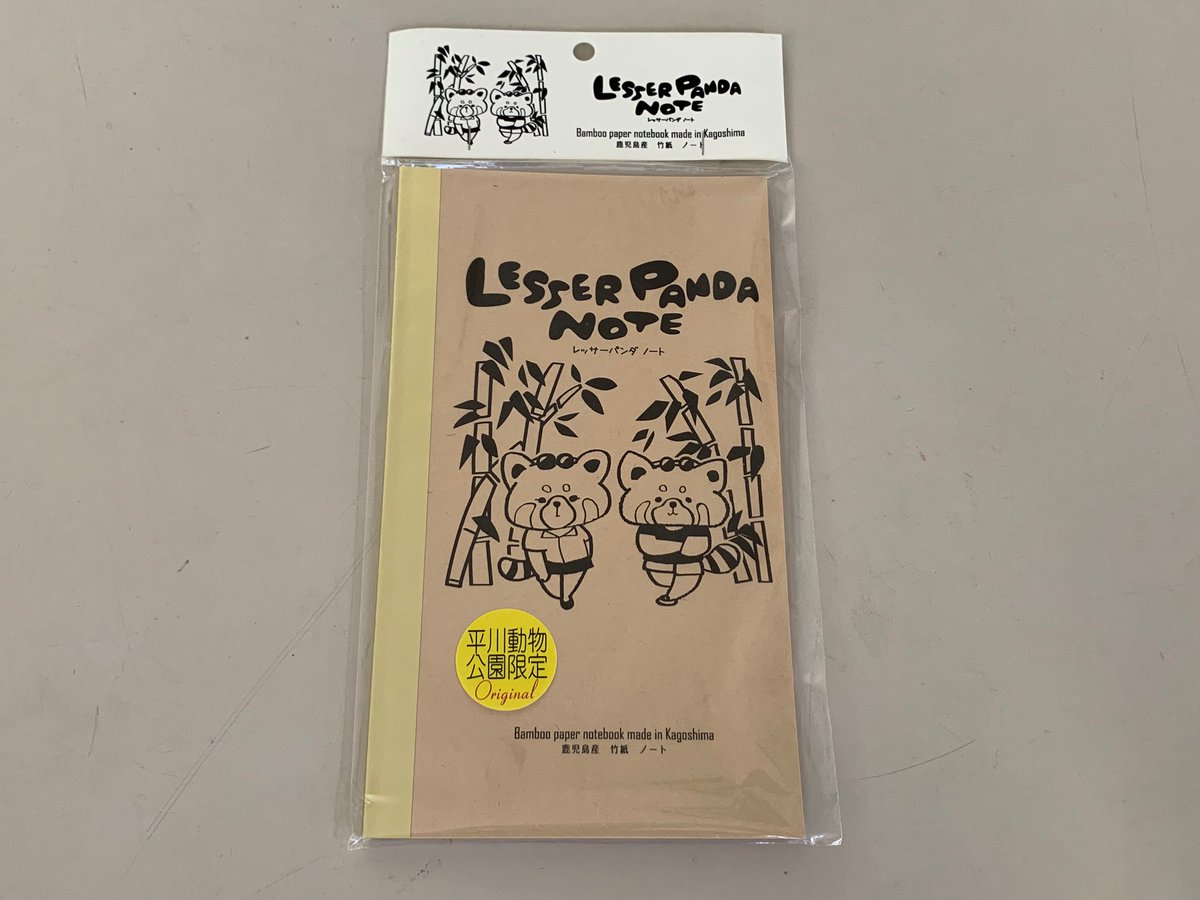 LESSER PANDA
NOTE
レッサーパンダ ノート
Bamboo paper notebook made in Kagoshima
鹿児島産 竹紙 ノート
LESSER PANDA
NOTE
レッサーパンダ ノート
平川動物
公園限定
Original
Bamboo paper notebook made in Kagoshima
鹿児島産 竹紙 ノート